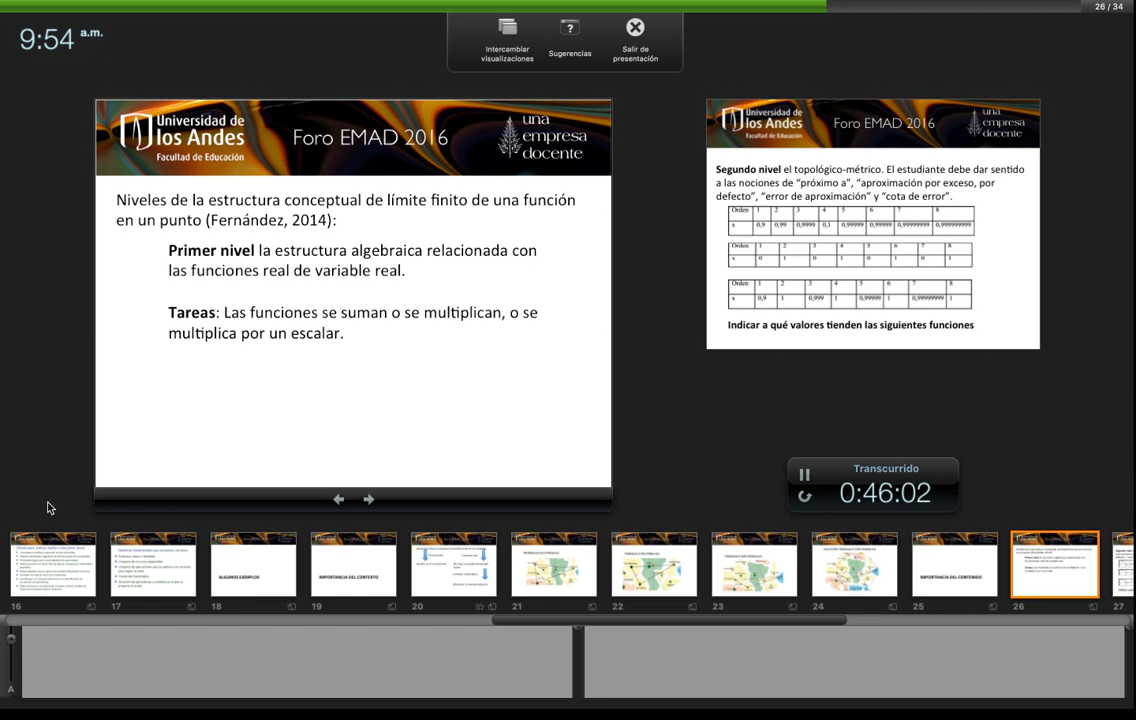 26 / 34
9:54 a.m.
Intercambiar
visualizaciones
Sugerencias
Salir de
presentación
Universidad de
los Andes
Facultad de Educación
Foro EMAD 2016
una
empresa
docente
Niveles de la estructura conceptual de límite finito de una función
en un punto (Fernández, 2014):
Primer nivel la estructura algebraica relacionada con
las funciones real de variable real.
Tareas: Las funciones se suman o se multiplican, o se
multiplica por un escalar.
Universidad de
los Andes
Facultad de Educación
Foro EMAD 2016
una
empresa
docente
Segundo nivel el topológico-métrico. El estudiante debe dar sentido
a las nociones de “próximo a”, “aproximación por exceso, por
defecto”, “error de aproximación” y “cota de error”.
Orden 1 2 3 4 5 6 7 8
x 0,9 0,99 0,9999 0,1 0,99999 0,99999 0,99999999 0,999999999
Orden 1 2 3 4 5 6 7 8
x 0 1 0 1 0 1 0 1
Orden 1 2 3 4 5 6 7 8
x 0,9 1 0,999 1 0,99999 1 0,99999999 1
Indicar a qué valores tienden las siguientes funciones
Transcurrido
0:46:02
ALGUNOS EJEMPLOS
IMPORTANCIA DEL CONTEXTO
IMPORTANCIA DEL CONTENIDO
16 17 18 19 20 21 22 23 24 25 26 27
A